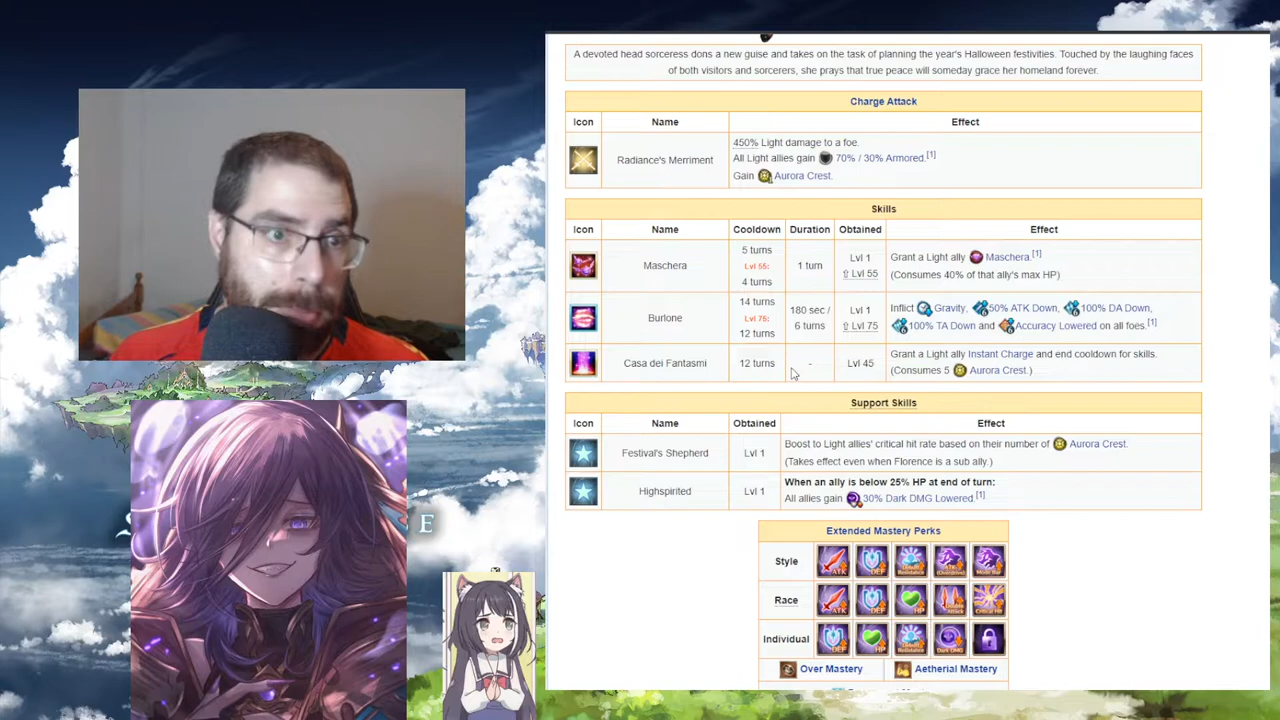 A devoted head sorceress dons a new guise and takes on the task of planning the year's Halloween festivities. Touched by the laughing faces
of both visitors and sorcerers, she prays that true peace will someday grace her homeland forever.
Charge Attack
Icon Name Effect
Radiance's Merriment
450% Light damage to a foe.
All Light allies gain 70% / 30% Armored.[1]
Gain Aurora Crest.
Skills
Icon Name Cooldown Duration Obtained Effect
Maschera
5 turns
Lvl 55:
4 turns
1 turn
Lvl 1
⇧ Lvl 55
Grant a Light ally Maschera.[1]
(Consumes 40% of that ally's max HP)
Burlone
14 turns
Lvl 75:
12 turns
180 sec /
6 turns
Lvl 1
⇧ Lvl 75
Inflict Gravity, 50% ATK Down, 100% DA Down,
100% TA Down and Accuracy Lowered on all foes.[1]
Casa dei Fantasmi
12 turns
-
Lvl 45
Grant a Light ally Instant Charge and end cooldown for skills.
(Consumes 5 Aurora Crest.)
Support Skills
Icon Name Obtained Effect
Festival's Shepherd
Lvl 1
Boost to Light allies' critical hit rate based on their number of Aurora Crest.
(Takes effect even when Florence is a sub ally.)
Highspirited
Lvl 1
When an ally is below 25% HP at end of turn:
All allies gain 30% Dark DMG Lowered.[1]
Extended Mastery Perks
Style
ATK DEF
Race
ATK DEF HP
Individual
DEF HP Dark DMG
Over Mastery Aetherial Mastery
E